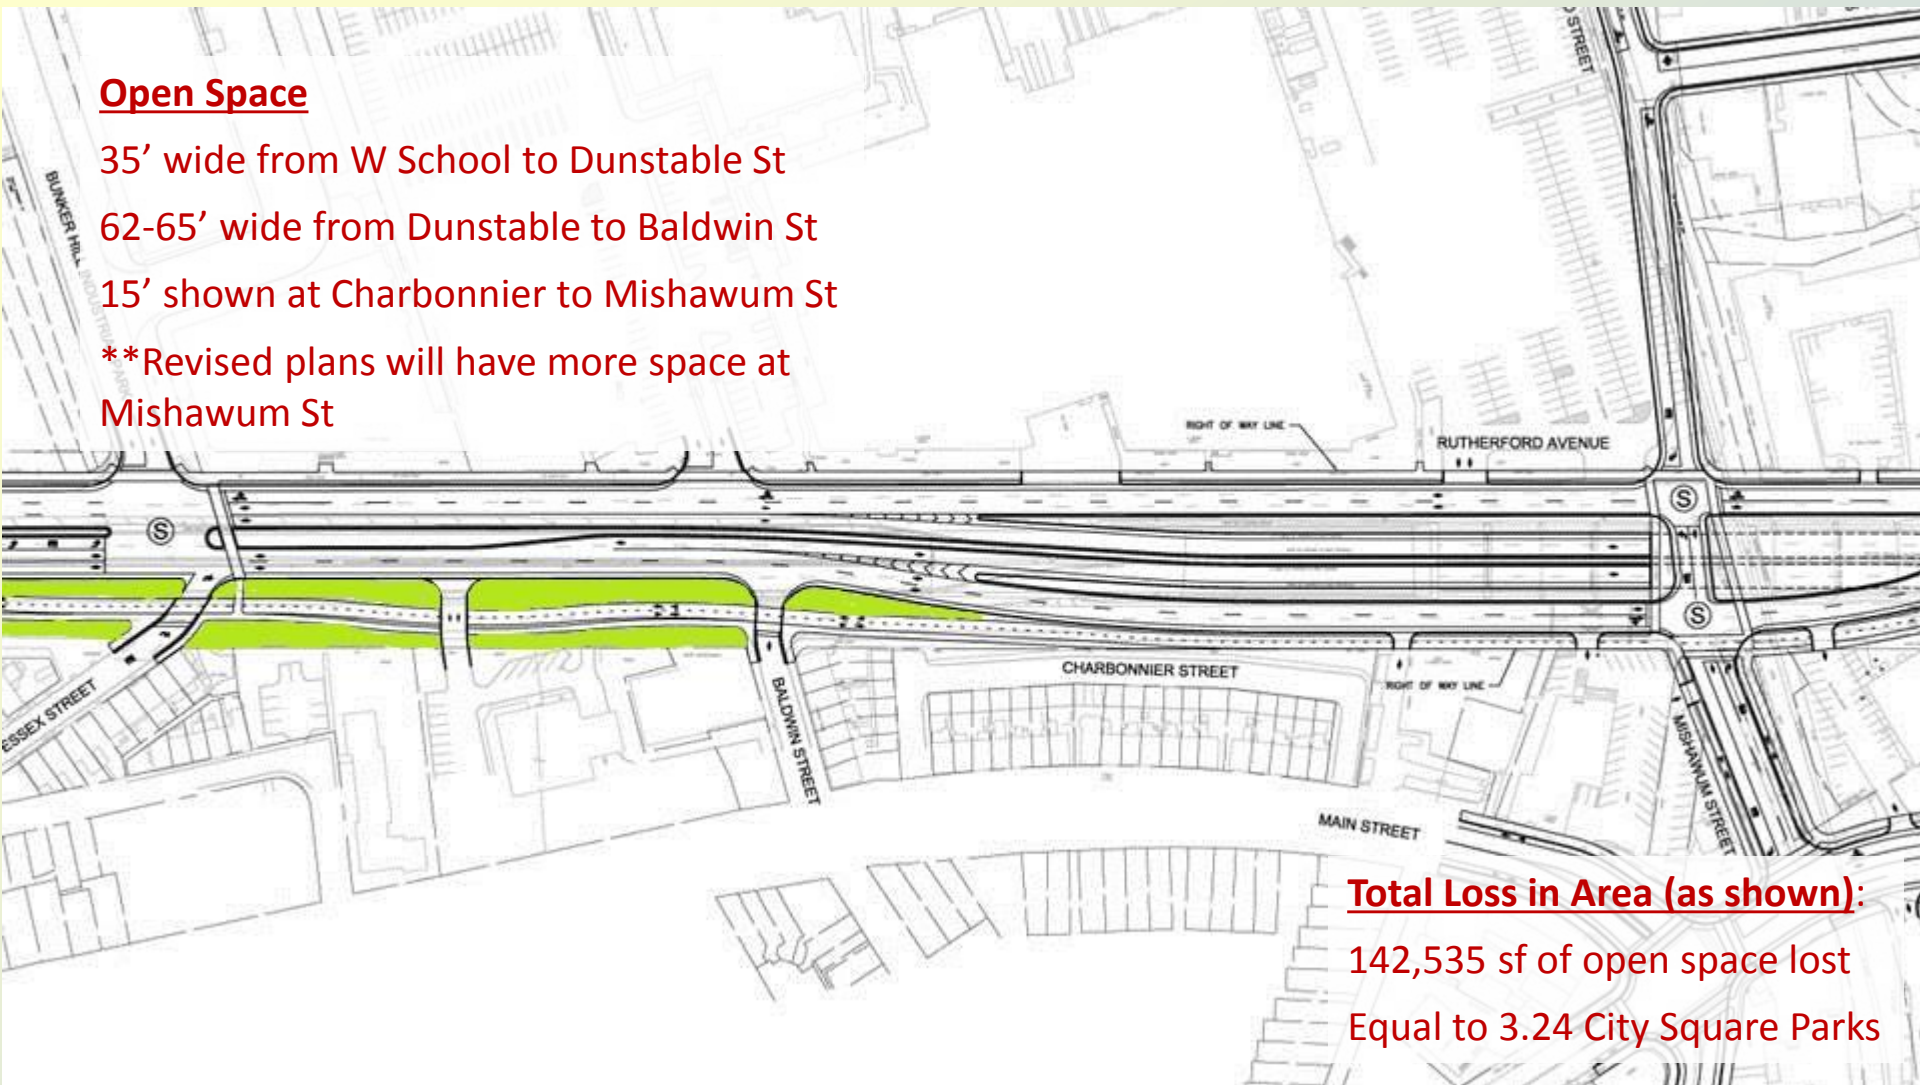 Open Space
35’ wide from W School to Dunstable St
62-65’ wide from Dunstable to Baldwin St
15’ shown at Charbonnier to Mishawum St
**Revised plans will have more space at
Mishawum St
BUNKER HILL INDUSTRIAL PARK
STREET
RIGHT OF WAY LINE
RUTHERFORD AVENUE
S
S
S
ESSEX STREET
BALDWIN STREET
CHARBONNIER STREET
RIGHT OF WAY LINE
MISHAWUM STREET
MAIN STREET
Total Loss in Area (as shown):
142,535 sf of open space lost
Equal to 3.24 City Square Parks